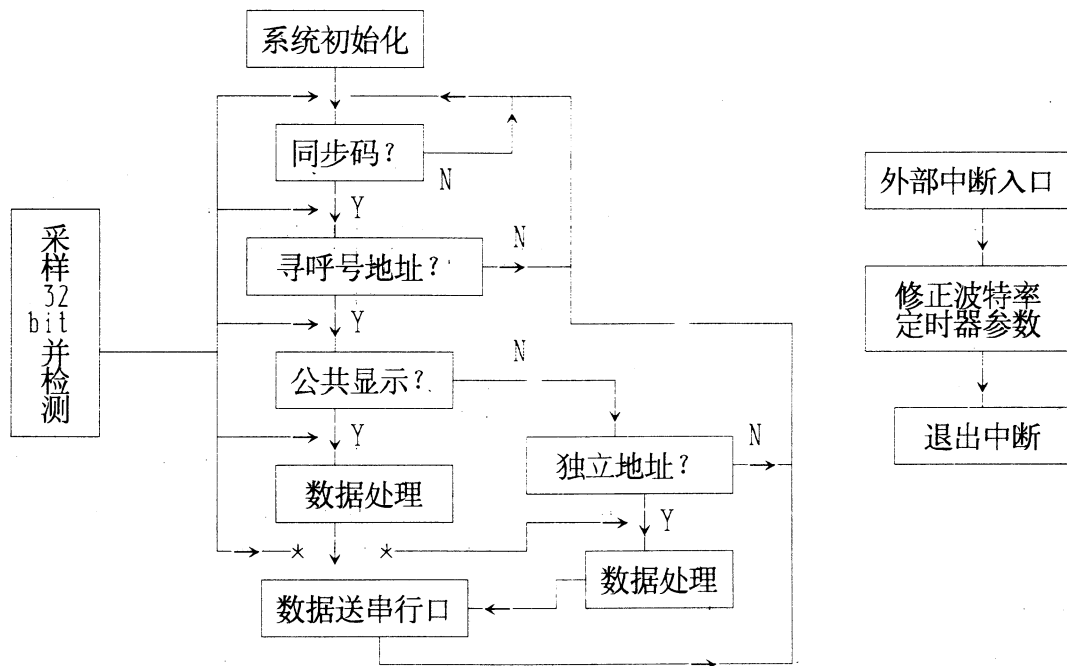 系统初始化
同步码？
N
Y
寻呼号地址？
N
Y
公共显示？
N
Y
数据处理
独立地址？
N
Y
* *
数据处理
数据送串行口
采
样
32
bit
并
检
测
外部中断入口
修正波特率
定时器参数
退出中断